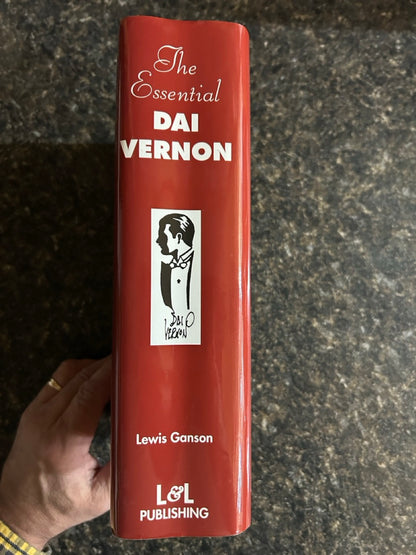 The
Essential
DAI
VERNON
DAI
VERNON
Lewis Ganson
L&L
PUBLISHING